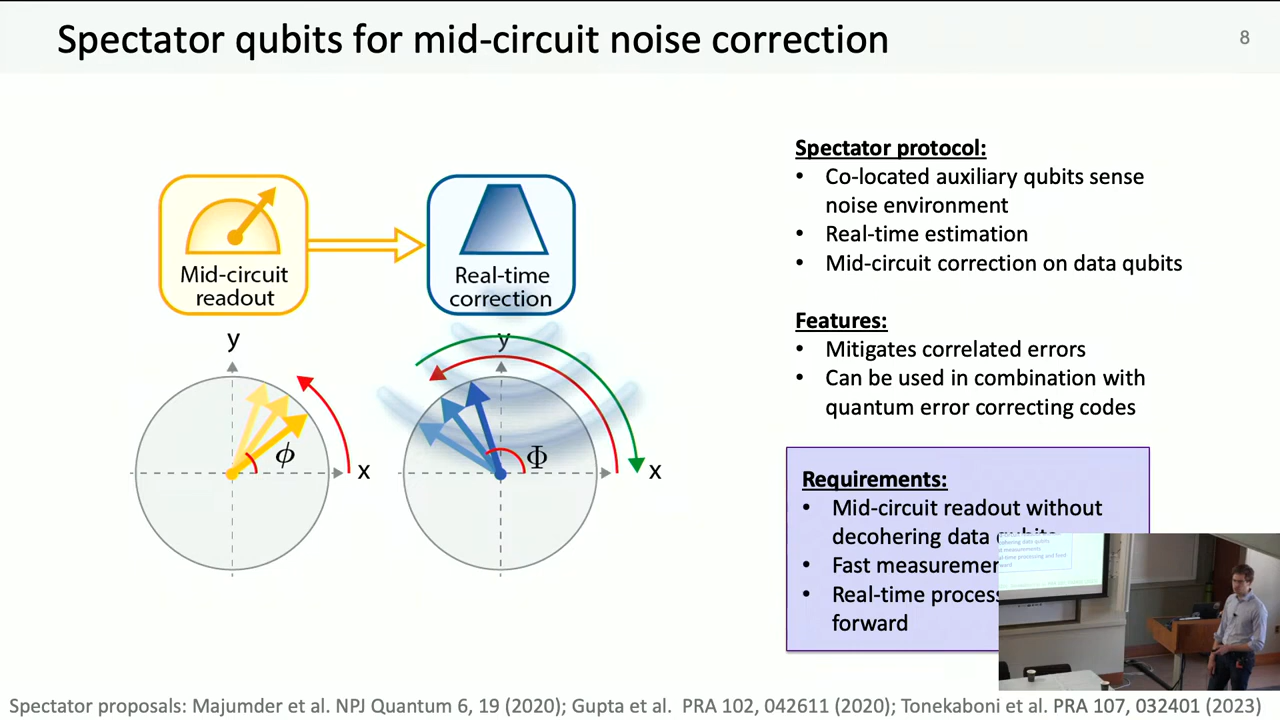 Spectator qubits for mid-circuit noise correction
8
Mid-circuit
readout
Real-time
correction
y
x
ϕ
y
x
Φ
Spectator protocol:
• Co-located auxiliary qubits sense
noise environment
• Real-time estimation
• Mid-circuit correction on data qubits
Features:
• Mitigates correlated errors
• Can be used in combination with
quantum error correcting codes
Requirements:
• Mid-circuit readout without
decohering data qubits
• Fast measuremen
• Real-time process
forward
Spectator proposals: Majumder et al. NPJ Quantum 6, 19 (2020); Gupta et al. PRA 102, 042611 (2020); Tonekaboni et al. PRA 107, 032401 (2023)